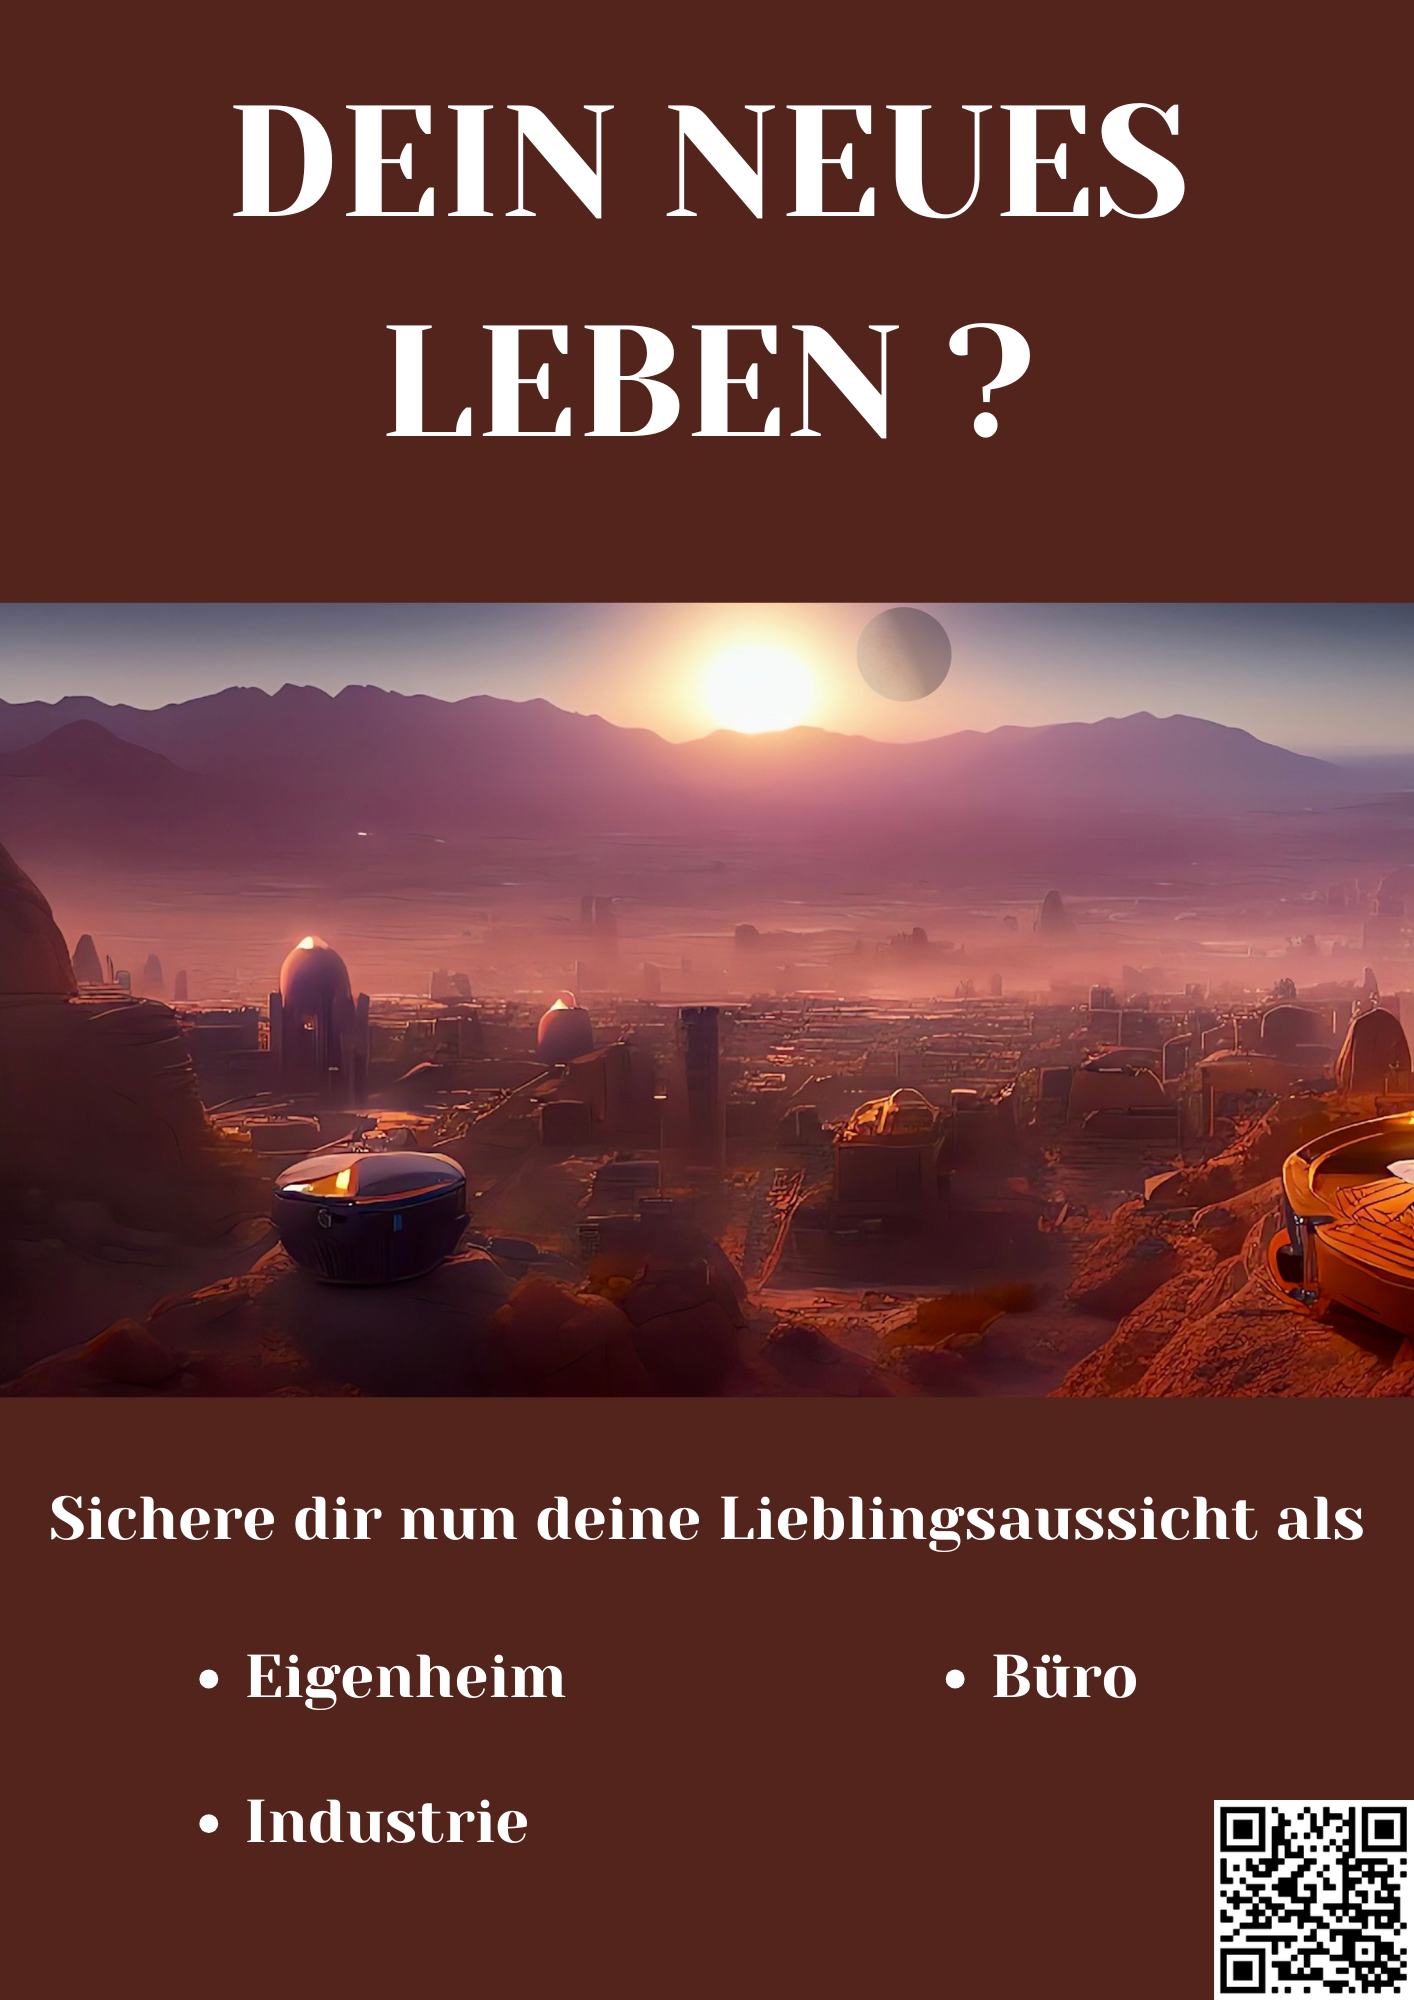 DEIN NEUES
LEBEN ?
Sichere dir nun deine Lieblingsaussicht als
• Eigenheim
• Büro
• Industrie